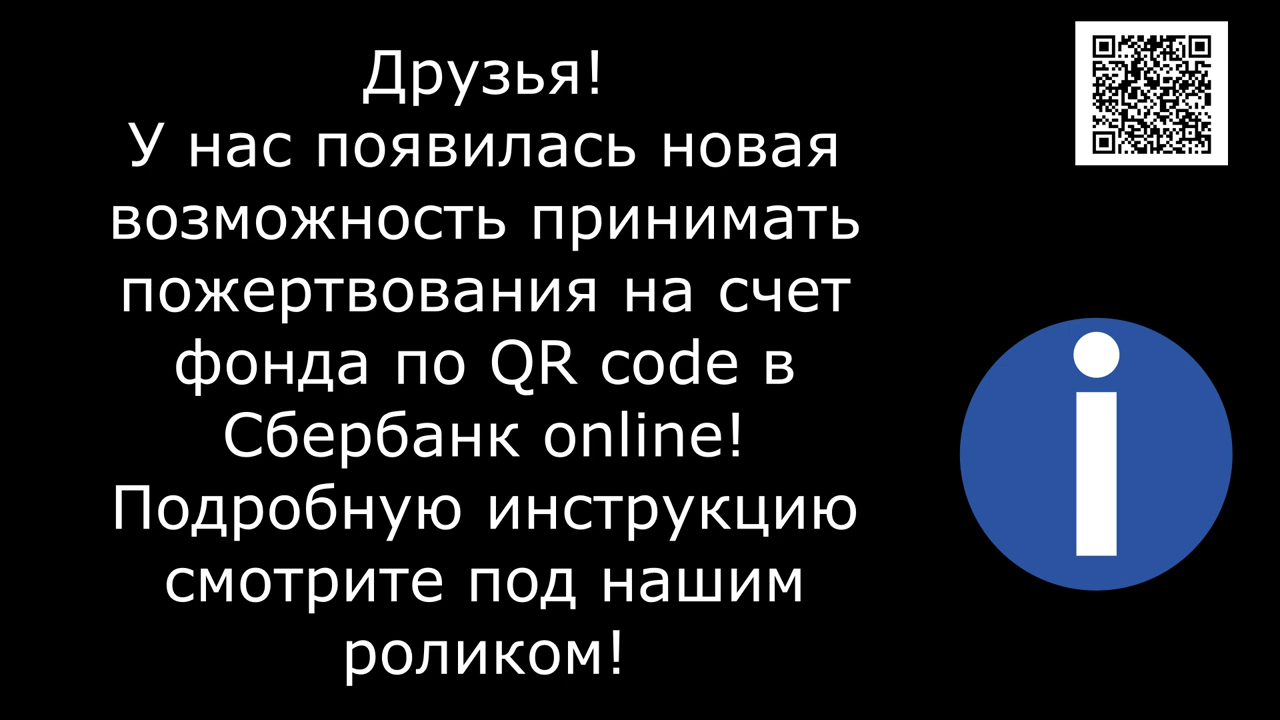 Друзья!
У нас появилась новая
возможность принимать
пожертвования на счет
фонда по QR code в
Сбербанк online!
Подробную инструкцию
смотрите под нашим
роликом!